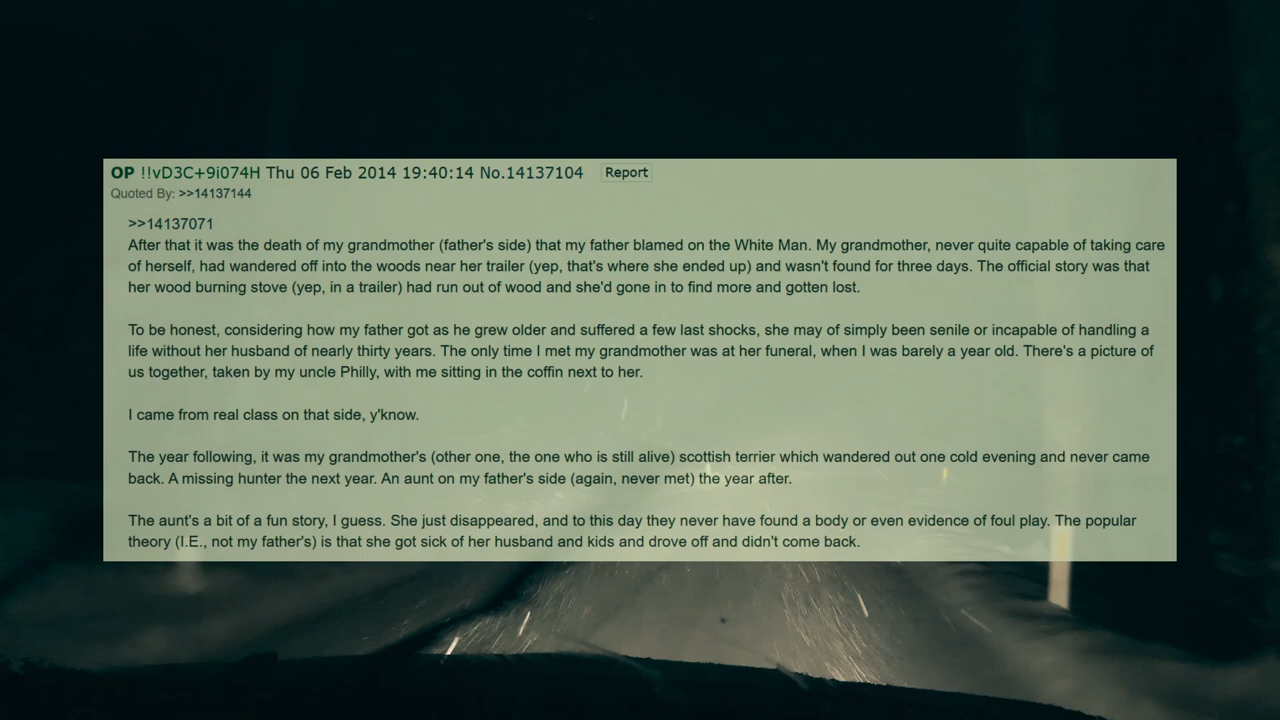 OP !!vD3C+9i074H Thu 06 Feb 2014 19:40:14 No.14137104 Report
Quoted By: >>14137144
>>14137071
After that it was the death of my grandmother (father's side) that my father blamed on the White Man. My grandmother, never quite capable of taking care
of herself, had wandered off into the woods near her trailer (yep, that's where she ended up) and wasn't found for three days. The official story was that
her wood burning stove (yep, in a trailer) had run out of wood and she'd gone in to find more and gotten lost.
To be honest, considering how my father got as he grew older and suffered a few last shocks, she may of simply been senile or incapable of handling a
life without her husband of nearly thirty years. The only time I met my grandmother was at her funeral, when I was barely a year old. There's a picture of
us together, taken by my uncle Philly, with me sitting in the coffin next to her.
I came from real class on that side, y'know.
The year following, it was my grandmother's (other one, the one who is still alive) scottish terrier which wandered out one cold evening and never came
back. A missing hunter the next year. An aunt on my father's side (again, never met) the year after.
The aunt's a bit of a fun story, I guess. She just disappeared, and to this day they never have found a body or even evidence of foul play. The popular
theory (I.E., not my father's) is that she got sick of her husband and kids and drove off and didn't come back.